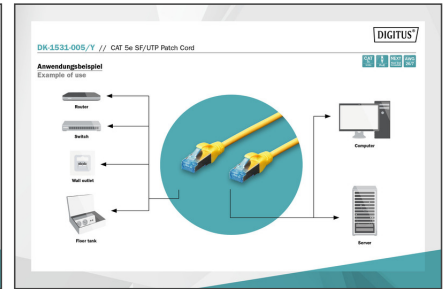 DIGITUS®
DK-1531-005/Y // CAT 5e SF/UTP Patch Cord
Anwendungsbeispiel
Example of use
Router
Switch
Wall outlet
Floor tank
Computer
Server